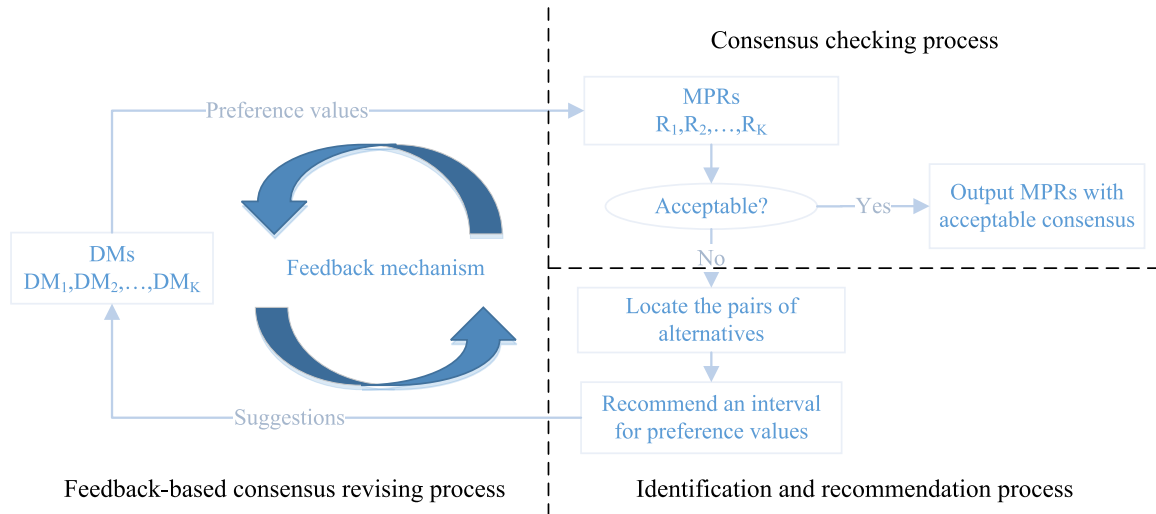 Consensus checking process
Preference values
MPRs
R₁,R₂,…,R_K
Acceptable?
Yes
Output MPRs with
acceptable consensus
No
DMs
DM₁,DM₂,…,DM_K
Feedback mechanism
Locate the pairs of
alternatives
Recommend an interval
for preference values
Suggestions
Feedback-based consensus revising process
Identification and recommendation process